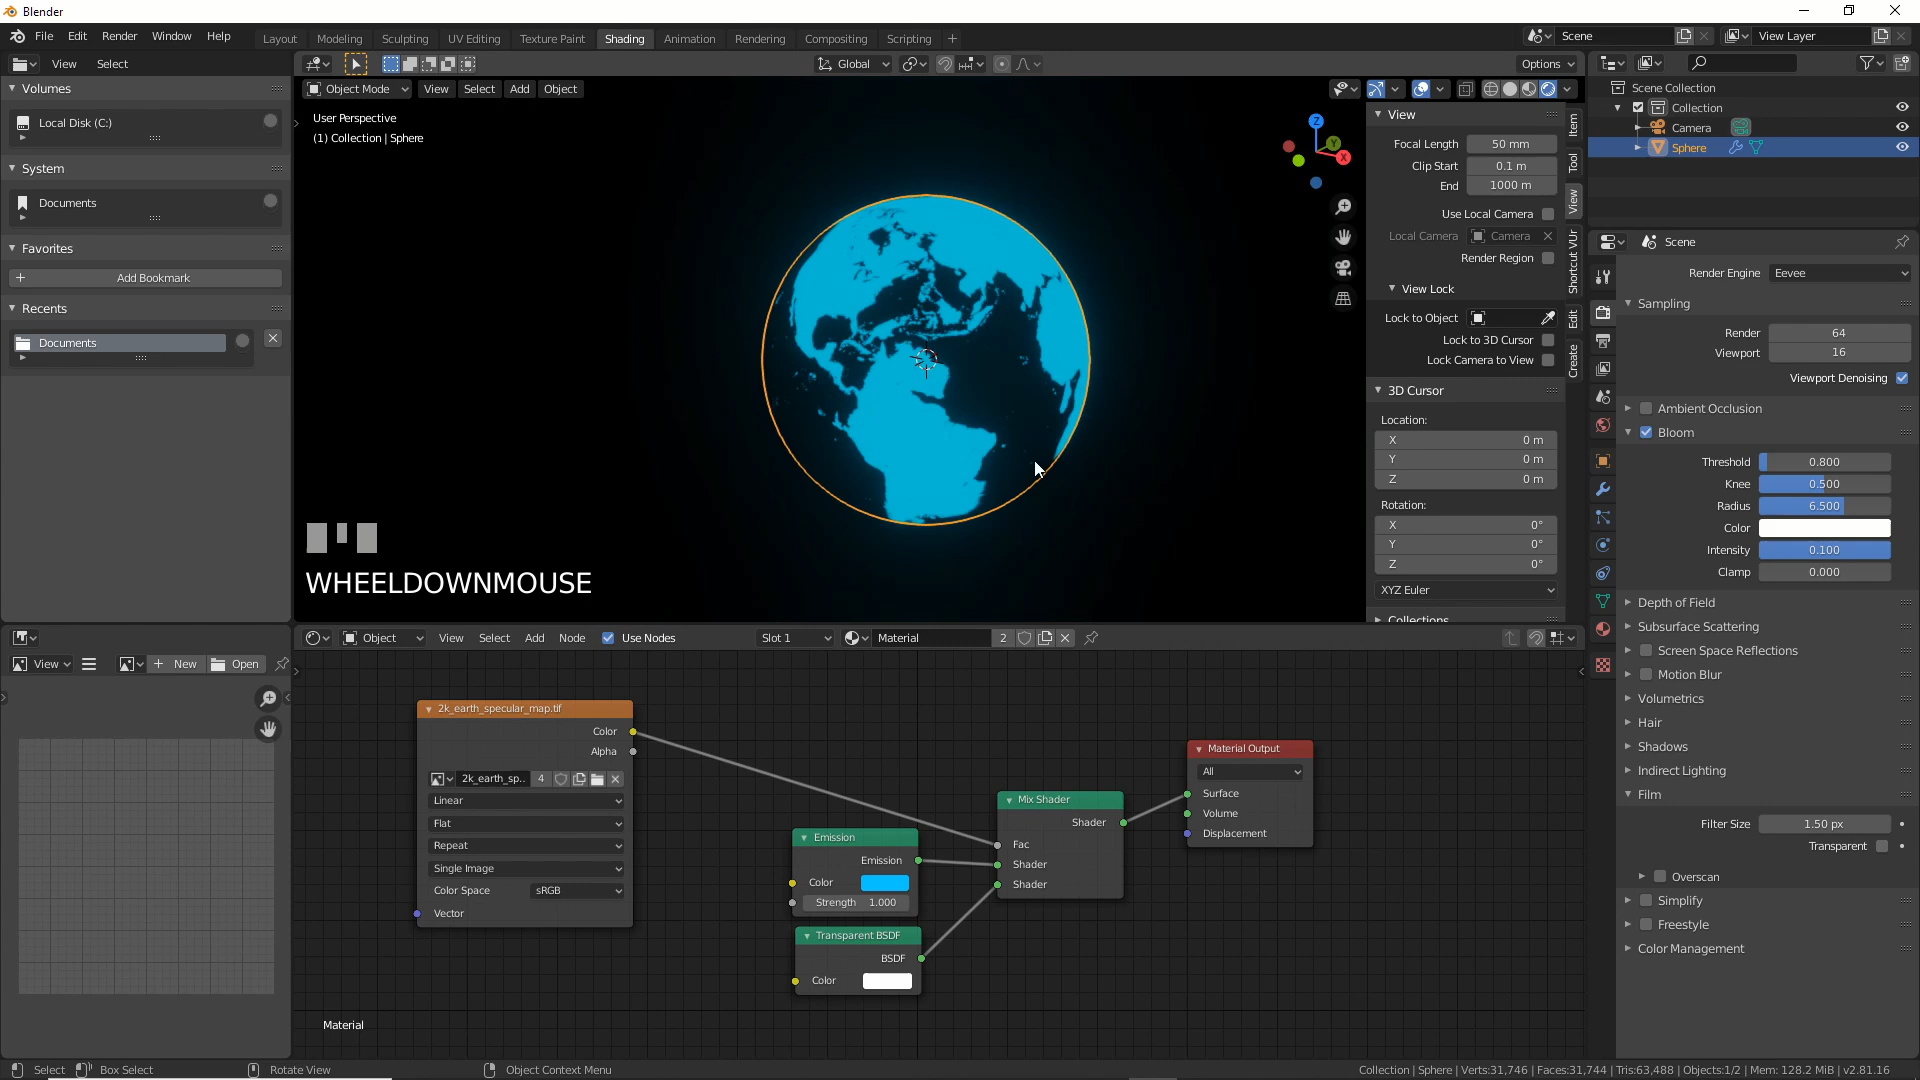 Blender
File Edit Render Window Help
Layout Modeling Sculpting UV Editing Texture Paint Shading Animation Rendering Compositing Scripting +
Scene
View Layer
View Select
Global
Options
Volumes
Local Disk (C:)
System
Documents
Favorites
Add Bookmark
Recents
Documents
Object Mode View Select Add Object
User Perspective
(1) Collection | Sphere
Z
Y
X
WHEELDOWNMOUSE
View
Focal Length 50 mm
Clip Start 0.1 m
End 1000 m
Use Local Camera
Local Camera Camera
Render Region
View Lock
Lock to Object
Lock to 3D Cursor
Lock Camera to View
3D Cursor
Location:
X 0 m
Y 0 m
Z 0 m
Rotation:
X 0°
Y 0°
Z 0°
XYZ Euler
Collections
Item
Tool
View
Shortcut VUr
Edit
Create
Scene Collection
Collection
Camera
Sphere
Scene
Render Engine Eevee
Sampling
Render 64
Viewport 16
Viewport Denoising
Ambient Occlusion
Bloom
Threshold 0.800
Knee 0.500
Radius 6.500
Color
Intensity 0.100
Clamp 0.000
Depth of Field
Subsurface Scattering
Screen Space Reflections
Motion Blur
Volumetrics
Hair
Shadows
Indirect Lighting
Film
Filter Size 1.50 px
Transparent
Overscan
Simplify
Freestyle
Color Management
View New Open
Object View Select Add Node Use Nodes Slot 1 Material 2
2k_earth_specular_map.tif
Color
Alpha
2k_earth_sp.. 4
Linear
Flat
Repeat
Single Image
Color Space sRGB
Vector
Emission
Emission
Color
Strength 1.000
Transparent BSDF
BSDF
Color
Mix Shader
Shader
Fac
Shader
Shader
Material Output
All
Surface
Volume
Displacement
Material
Select Box Select Rotate View Object Context Menu
Collection | Sphere | Verts:31,746 | Faces:31,744 | Tris:63,488 | Objects:1/2 | Mem: 128.2 MiB | v2.81.16